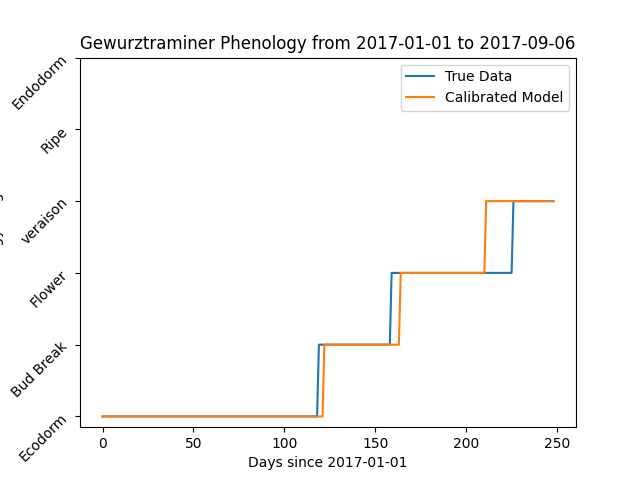 Gewurztraminer Phenology from 2017-01-01 to 2017-09-06
True Data
Calibrated Model
Endodorm
Ripe
veraison
Flower
Bud Break
Ecodorm
0 50 100 150 200 250
Days since 2017-01-01